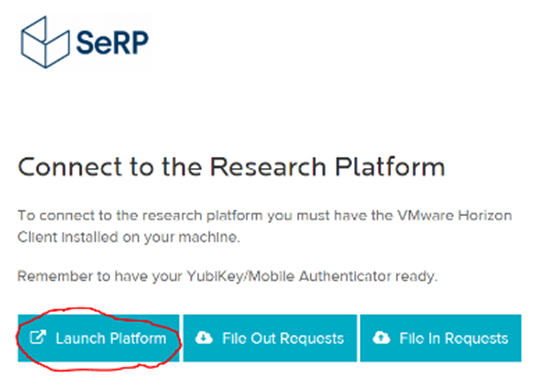 SeRP
Connect to the Research Platform
To connect to the research platform you must have the VMware Horizon
Client installed on your machine.
Remember to have your YubiKey/Mobile Authenticator ready.
Launch Platform
File Out Requests
File In Requests